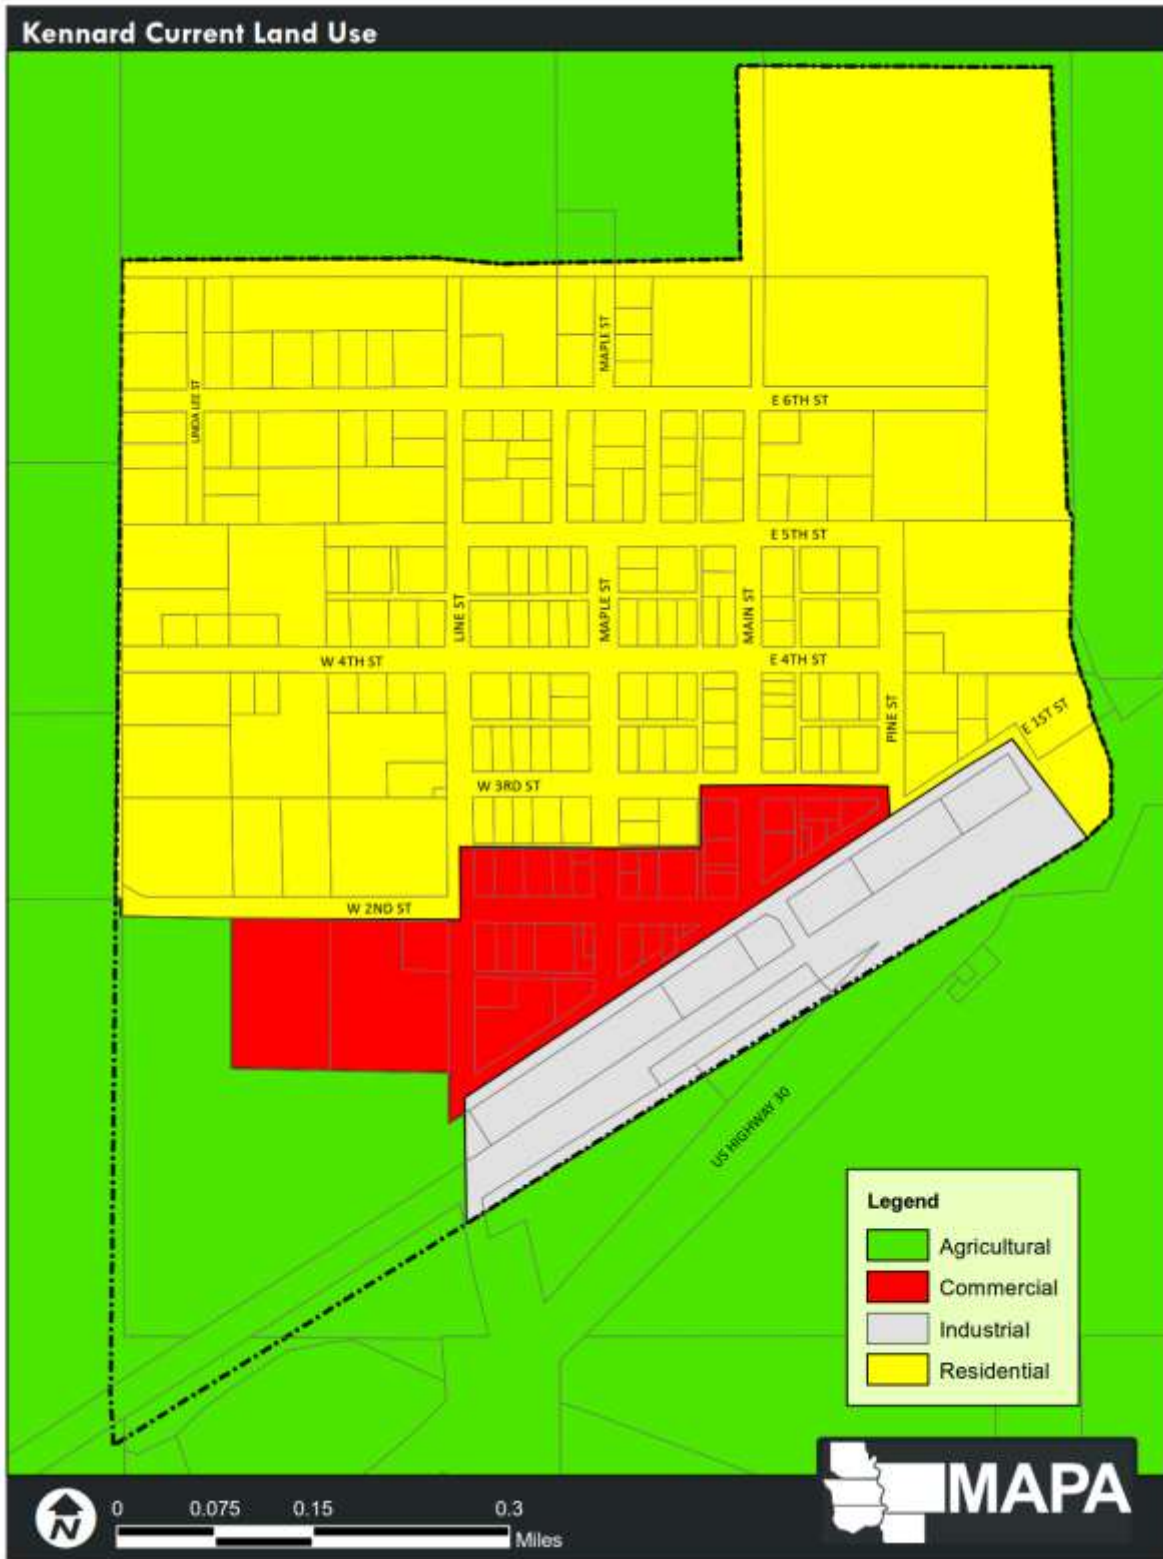 Kennard Current Land Use
MAPLE ST
LINDA LEE ST
E 6TH ST
E 5TH ST
LINE ST
MAPLE ST
MAIN ST
W 4TH ST
E 4TH ST
PINE ST
E 1ST ST
W 3RD ST
W 2ND ST
US HIGHWAY 30
Legend
Agricultural
Commercial
Industrial
Residential
N
0 0.075 0.15 0.3
Miles
MAPA